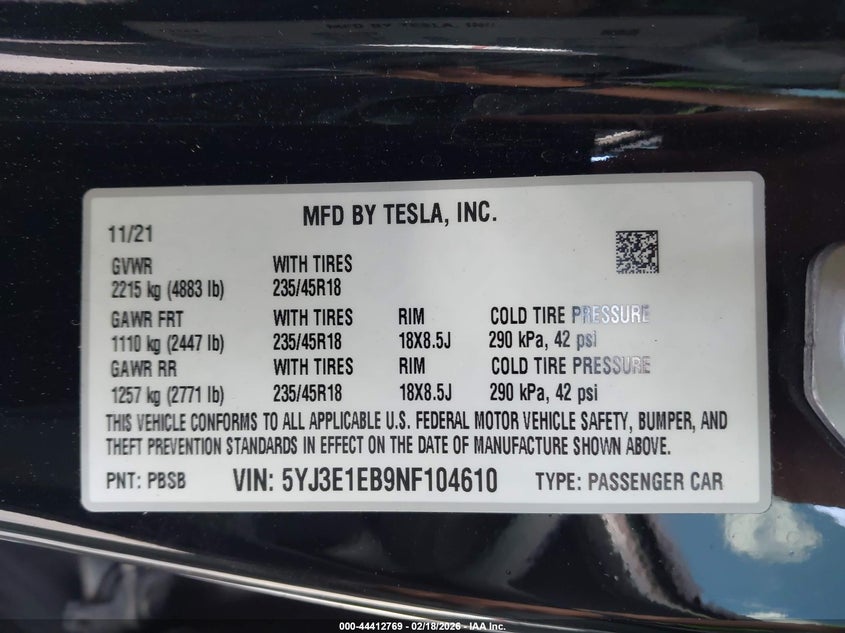 MFD BY TESLA, INC.
11/21
GVWR WITH TIRES
2215 kg (4883 lb) 235/45R18
GAWR FRT WITH TIRES RIM COLD TIRE PRESSURE
1110 kg (2447 lb) 235/45R18 18X8.5J 290 kPa, 42 psi
GAWR RR WITH TIRES RIM COLD TIRE PRESSURE
1257 kg (2771 lb) 235/45R18 18X8.5J 290 kPa, 42 psi
THIS VEHICLE CONFORMS TO ALL APPLICABLE U.S. FEDERAL MOTOR VEHICLE SAFETY, BUMPER, AND
THEFT PREVENTION STANDARDS IN EFFECT ON THE DATE OF MANUFACTURE SHOWN ABOVE.
PNT: PBSB VIN: 5YJ3E1EB9NF104610 TYPE: PASSENGER CAR
000-44412769 - 02/18/2026 - IAA Inc.